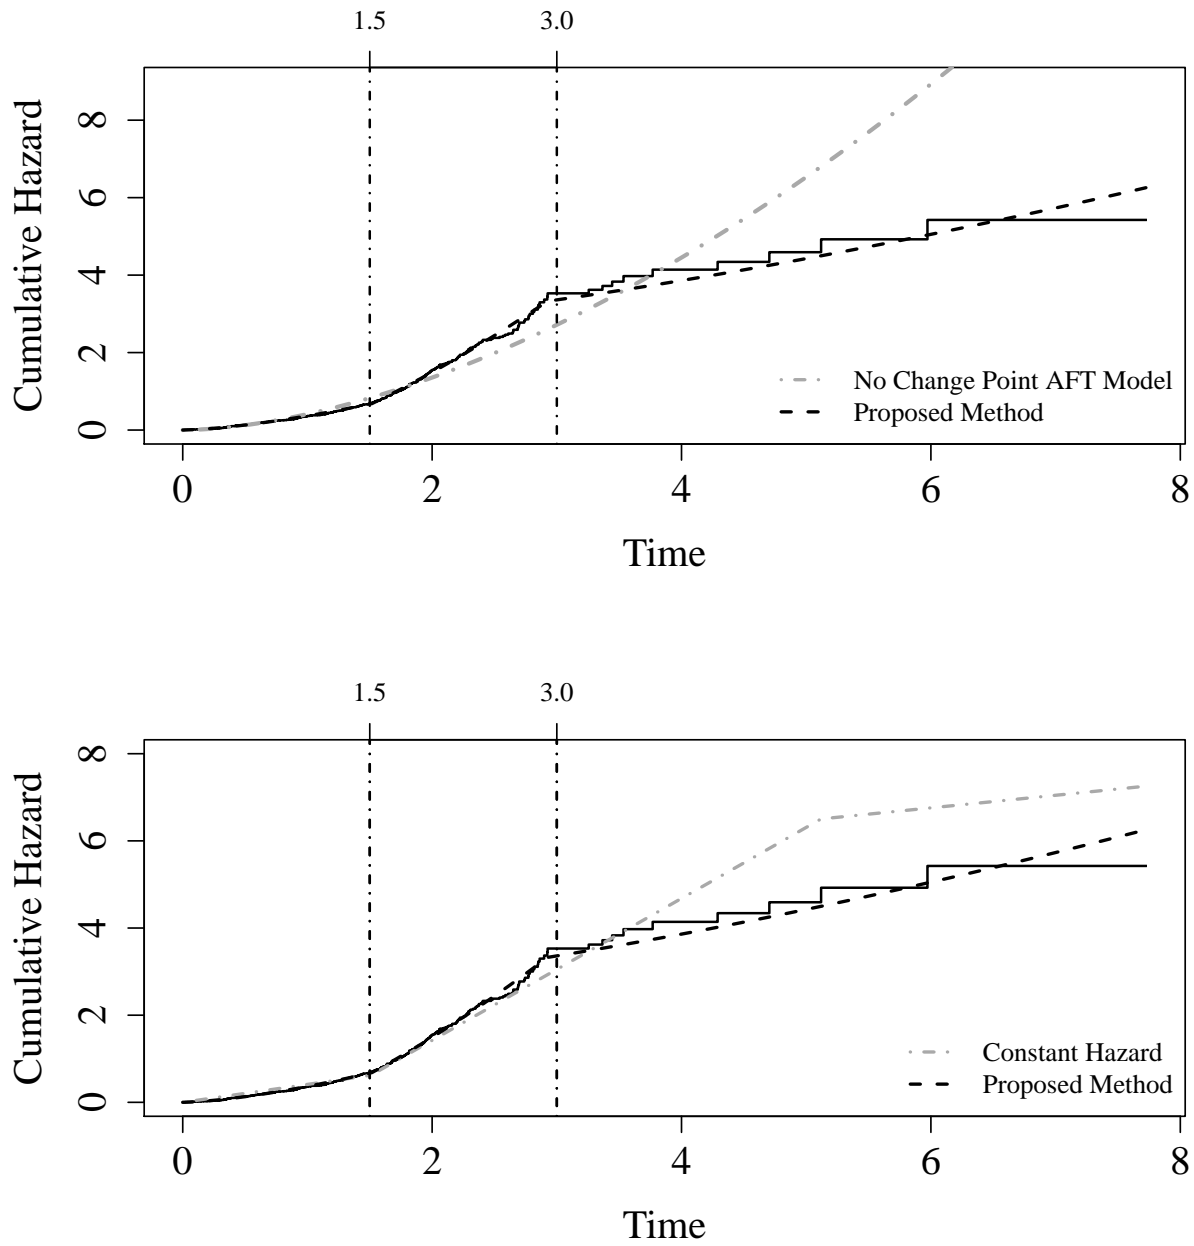 1.5 3.0
8
6
4
2
0
Cumulative Hazard
No Change Point AFT Model
Proposed Method
0 2 4 6 8
Time
1.5 3.0
8
6
4
2
0
Cumulative Hazard
Constant Hazard
Proposed Method
0 2 4 6 8
Time